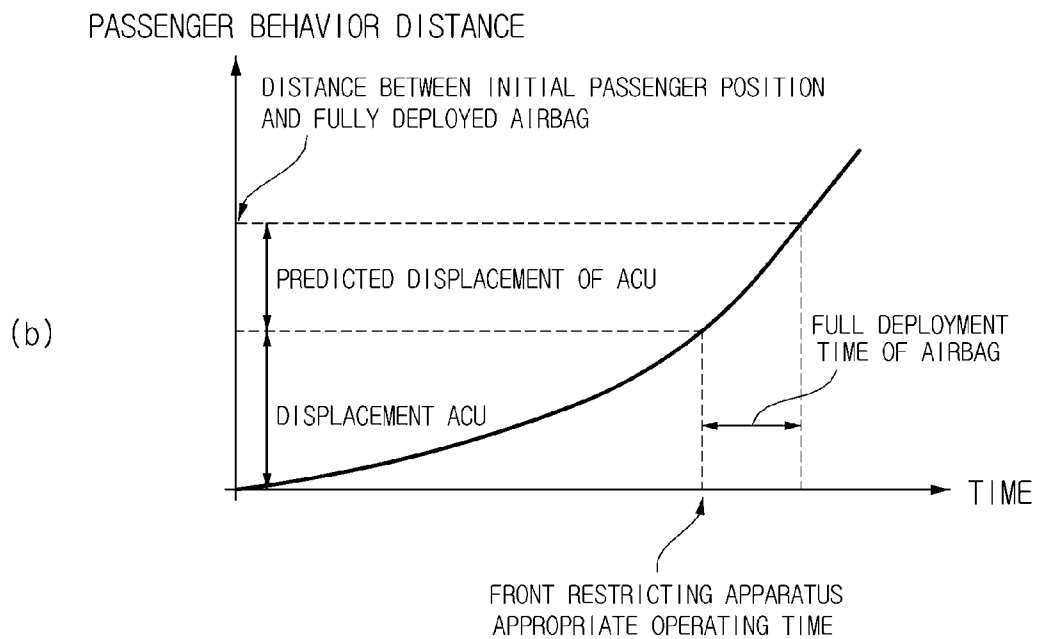 PASSENGER BEHAVIOR DISTANCE
DISTANCE BETWEEN INITIAL PASSENGER POSITION
AND FULLY DEPLOYED AIRBAG
PREDICTED DISPLACEMENT OF ACU
(b)
FULL DEPLOYMENT
TIME OF AIRBAG
DISPLACEMENT ACU
TIME
FRONT RESTRICTING APPARATUS
APPROPRIATE OPERATING TIME